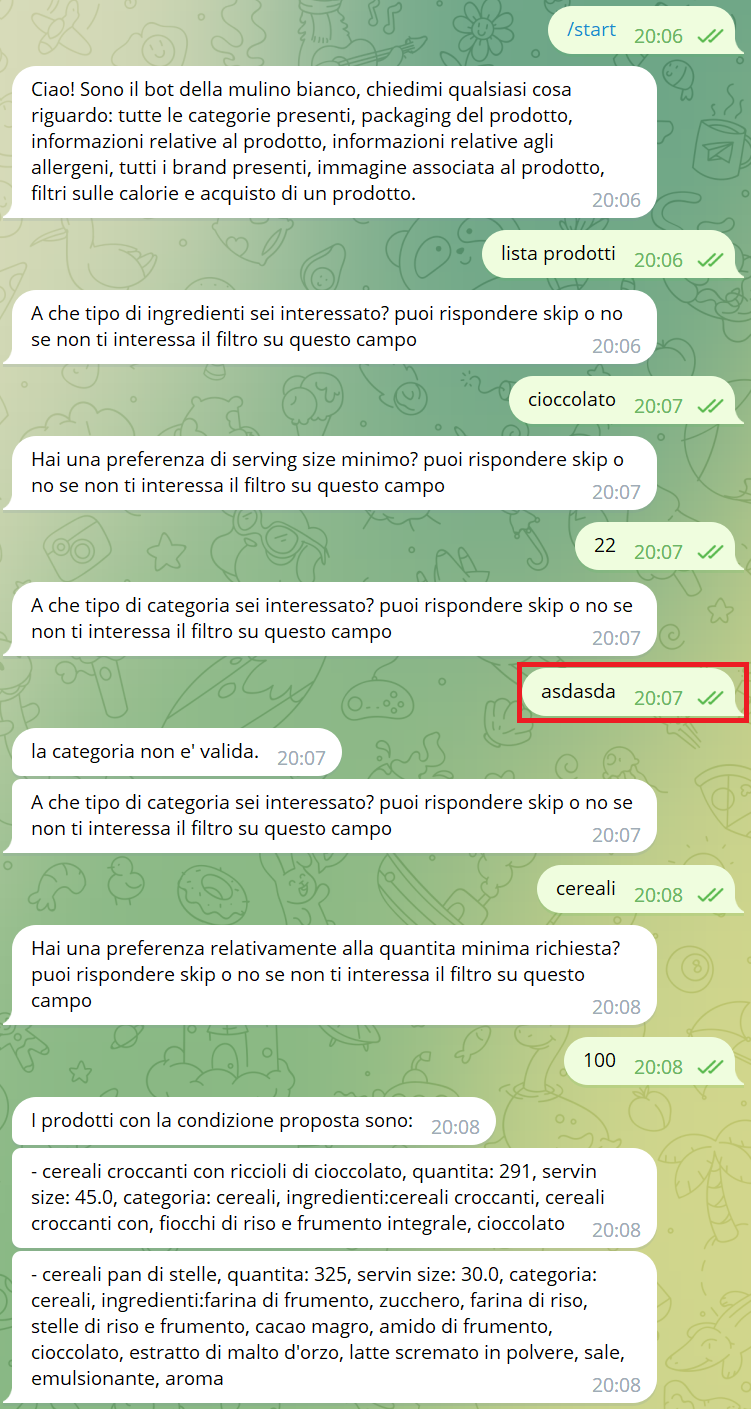 /start 20:06
Ciao! Sono il bot della mulino bianco, chiedimi qualsiasi cosa
riguardo: tutte le categorie presenti, packaging del prodotto,
informazioni relative al prodotto, informazioni relative agli
allergeni, tutti i brand presenti, immagine associata al prodotto,
filtri sulle calorie e acquisto di un prodotto. 20:06
lista prodotti 20:06
A che tipo di ingredienti sei interessato? puoi rispondere skip o no
se non ti interessa il filtro su questo campo 20:06
cioccolato 20:07
Hai una preferenza di serving size minimo? puoi rispondere skip o
no se non ti interessa il filtro su questo campo 20:07
22 20:07
A che tipo di categoria sei interessato? puoi rispondere skip o no se
non ti interessa il filtro su questo campo 20:07
asdasda 20:07
la categoria non e' valida. 20:07
A che tipo di categoria sei interessato? puoi rispondere skip o no se
non ti interessa il filtro su questo campo 20:07
cereali 20:08
Hai una preferenza relativamente alla quantita minima richiesta?
puoi rispondere skip o no se non ti interessa il filtro su questo
campo 20:08
100 20:08
I prodotti con la condizione proposta sono: 20:08
- cereali croccanti con riccioli di cioccolato, quantita: 291, servin
size: 45.0, categoria: cereali, ingredienti:cereali croccanti, cereali
croccanti con, fiocchi di riso e frumento integrale, cioccolato 20:08
- cereali pan di stelle, quantita: 325, servin size: 30.0, categoria:
cereali, ingredienti:farina di frumento, zucchero, farina di riso,
stelle di riso e frumento, cacao magro, amido di frumento,
cioccolato, estratto di malto d'orzo, latte scremato in polvere, sale,
emulsionante, aroma 20:08